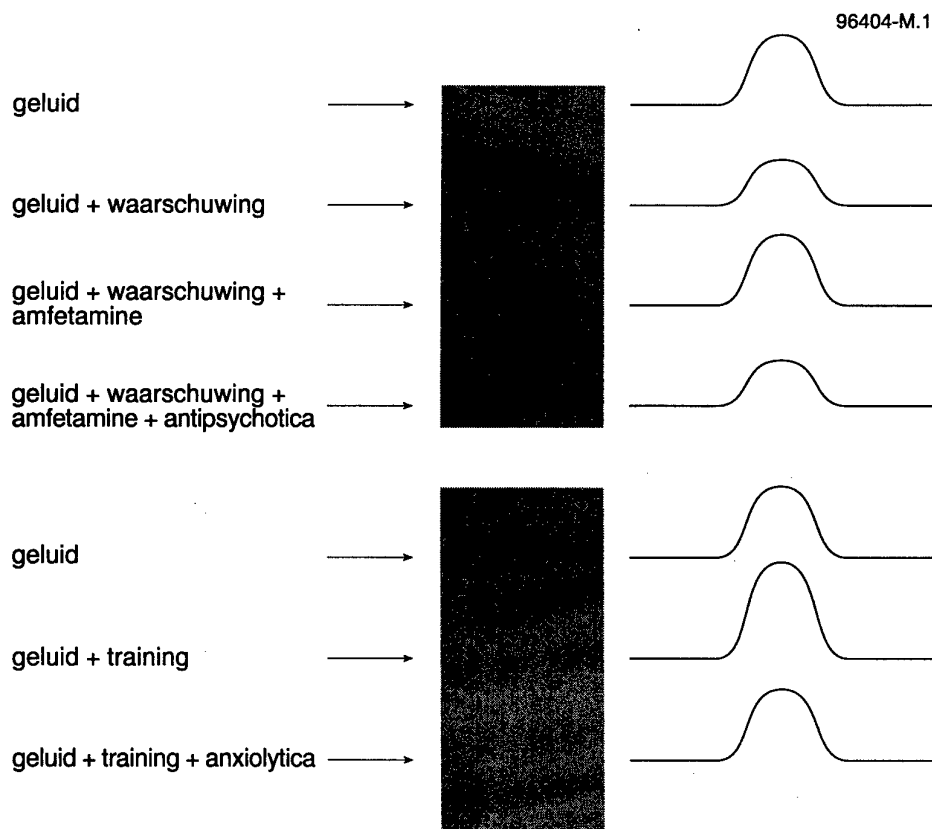 96404-M.1
geluid
geluid + waarschuwing
geluid + waarschuwing +
amfetamine
geluid + waarschuwing +
amfetamine + antipsychotica
geluid
geluid + training
geluid + training + anxiolytica